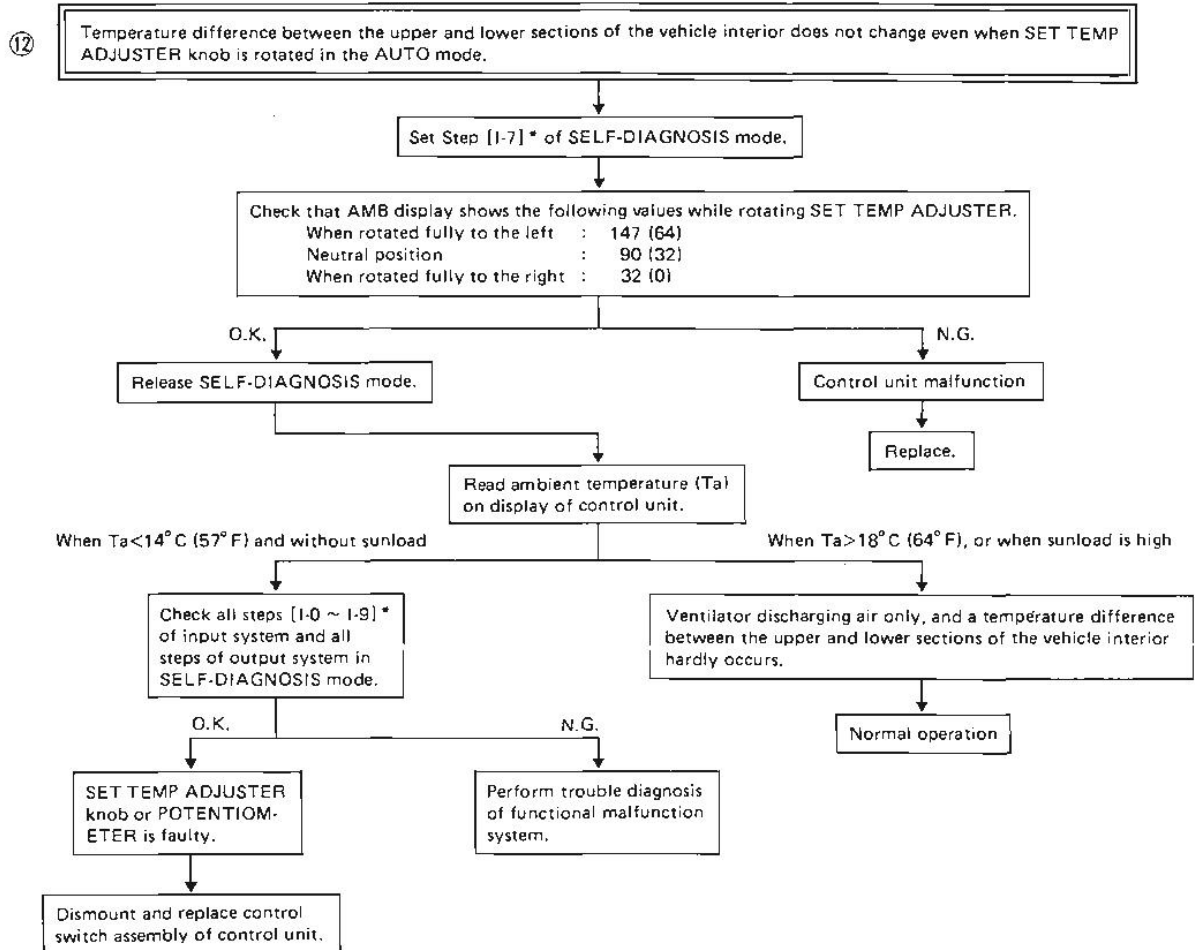 ⑫
Temperature difference between the upper and lower sections of the vehicle interior does not change even when SET TEMP
ADJUSTER knob is rotated in the AUTO mode.
Set Step [I-7]* of SELF-DIAGNOSIS mode.
Check that AMB display shows the following values while rotating SET TEMP ADJUSTER.
When rotated fully to the left : 147 (64)
Neutral position : 90 (32)
When rotated fully to the right : 32 (0)
O.K.
N.G.
Release SELF-DIAGNOSIS mode.
Control unit malfunction
Replace.
Read ambient temperature (Ta)
on display of control unit.
When Ta<14°C (57°F) and without sunload
When Ta>18°C (64°F), or when sunload is high
Check all steps [I-0 ~ I-9]*
of input system and all
steps of output system in
SELF-DIAGNOSIS mode.
Ventilator discharging air only, and a temperature difference
between the upper and lower sections of the vehicle interior
hardly occurs.
Normal operation
O.K.
N.G.
SET TEMP ADJUSTER
knob or POTENTIOM-
ETER is faulty.
Perform trouble diagnosis
of functional malfunction
system.
Dismount and replace control
switch assembly of control unit.